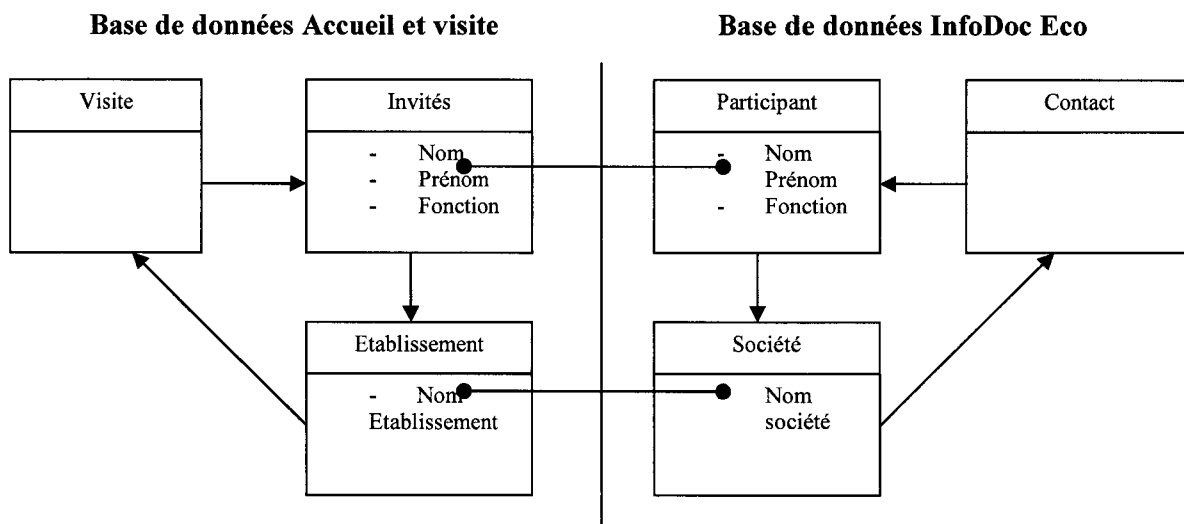 Base de données Accueil et visite
Base de données InfoDoc Eco
Visite
Invités
- Nom
- Prénom
- Fonction
Etablissement
- Nom
Etablissement
Participant
- Nom
Prénom
- Fonction
Contact
Société
Nom
société